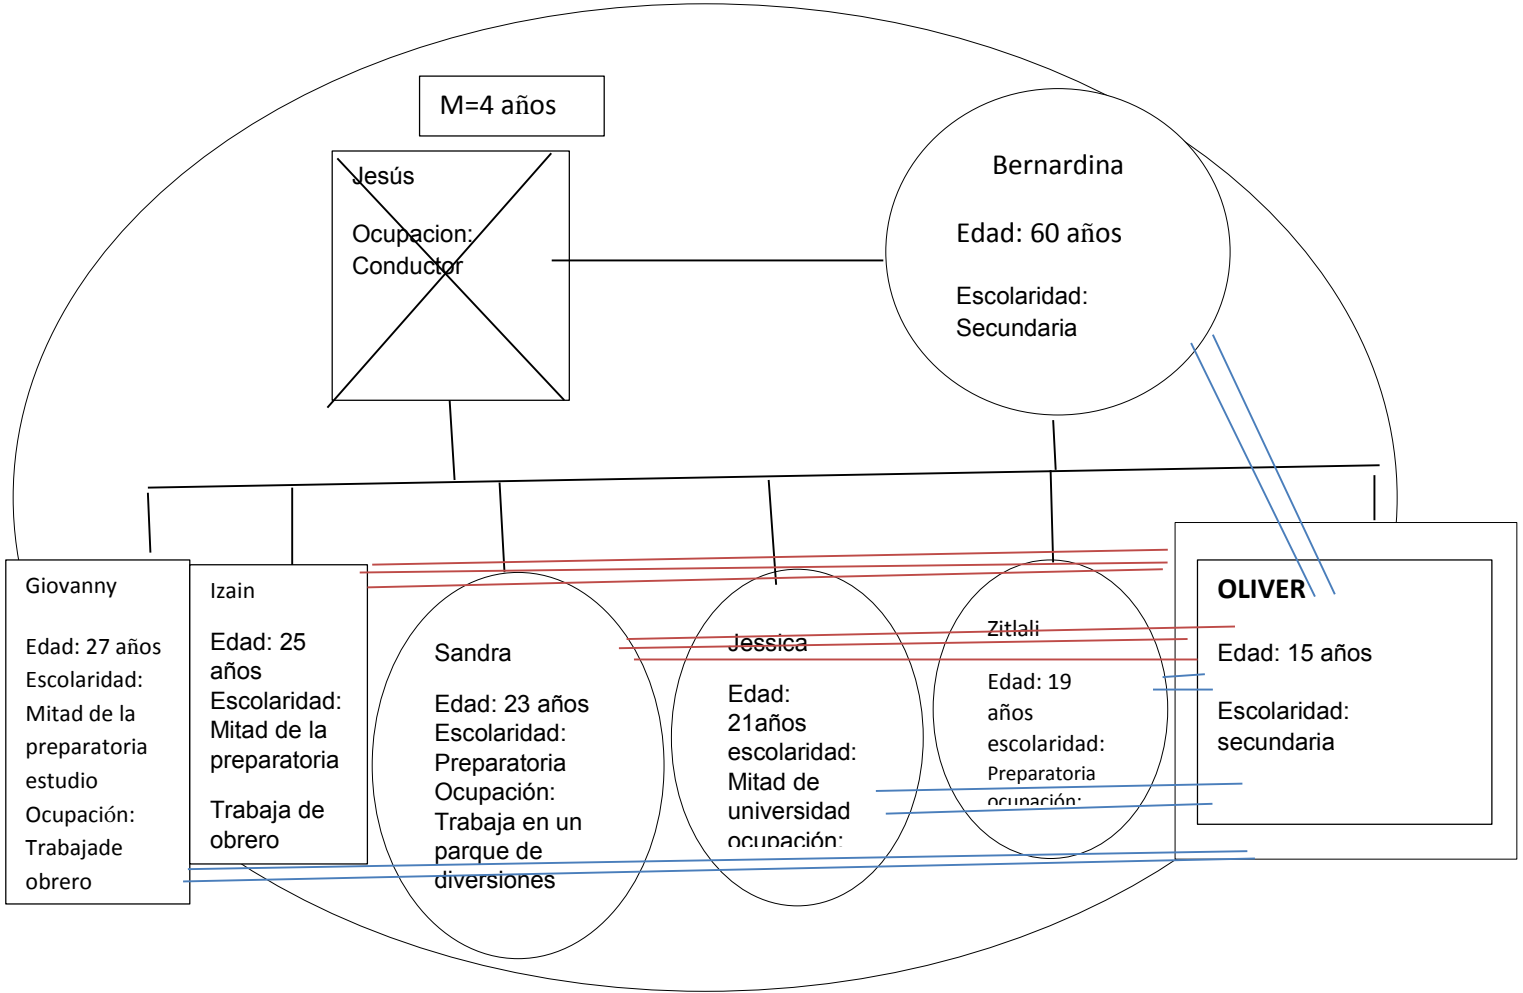 M=4 años
Jesús
Ocupacion:
Conductor
Bernardina
Edad: 60 años
Escolaridad:
Secundaria
Giovanny
Edad: 27 años
Escolaridad:
Mitad de la
preparatoria
estudio
Ocupación:
Trabajade
obrero
Izain
Edad: 25
años
Escolaridad:
Mitad de la
preparatoria
Trabaja de
obrero
Sandra
Edad: 23 años
Escolaridad:
Preparatoria
Ocupación:
Trabaja en un
parque de
diversiones
Jessica
Edad:
21años
escolaridad:
Mitad de
universidad
ocupación:
Zitlali
Edad: 19
años
escolaridad:
Preparatoria
ocupación:
OLIVER
Edad: 15 años
Escolaridad:
secundaria